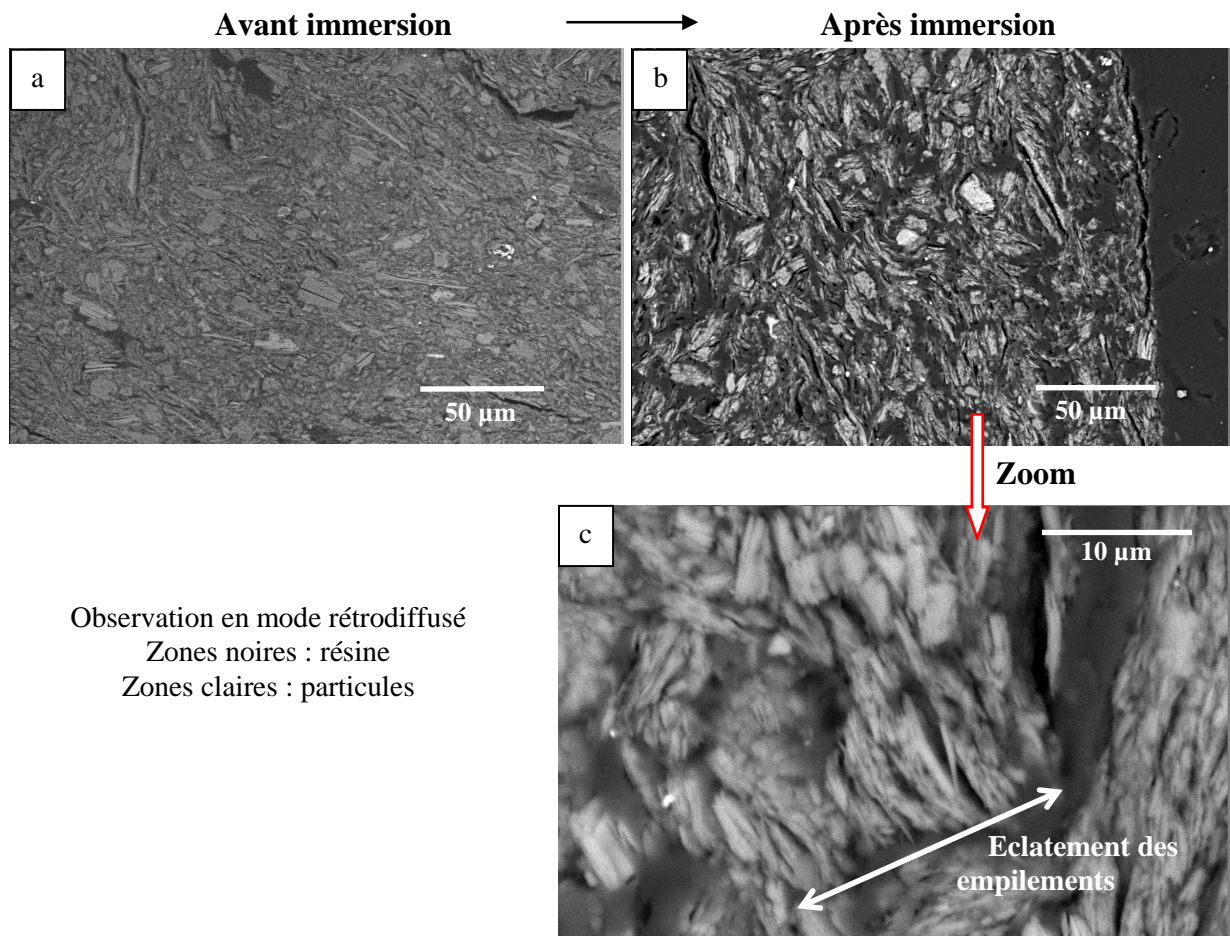 Avant immersion
Après immersion
a
b
50 µm
50 µm
Zoom
c
10 µm
Observation en mode rétrodiffusé
Zones noires : résine
Zones claires : particules
Eclatement des
empilements